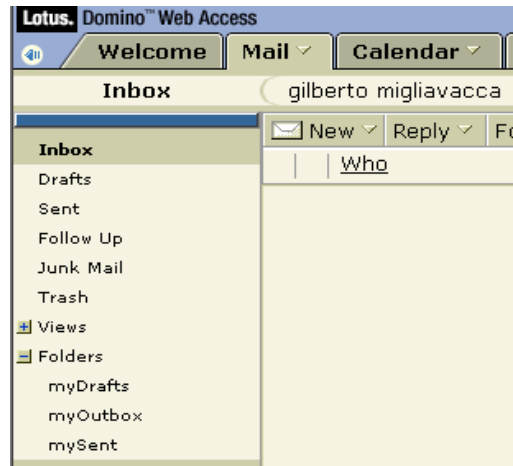 Lotus. Domino™ Web Access
Welcome Mail Calendar
Inbox gilberto migliavacca
New Reply
Who
Inbox
Drafts
Sent
Follow Up
Junk Mail
Trash
Views
Folders
myDrafts
myOutbox
mySent